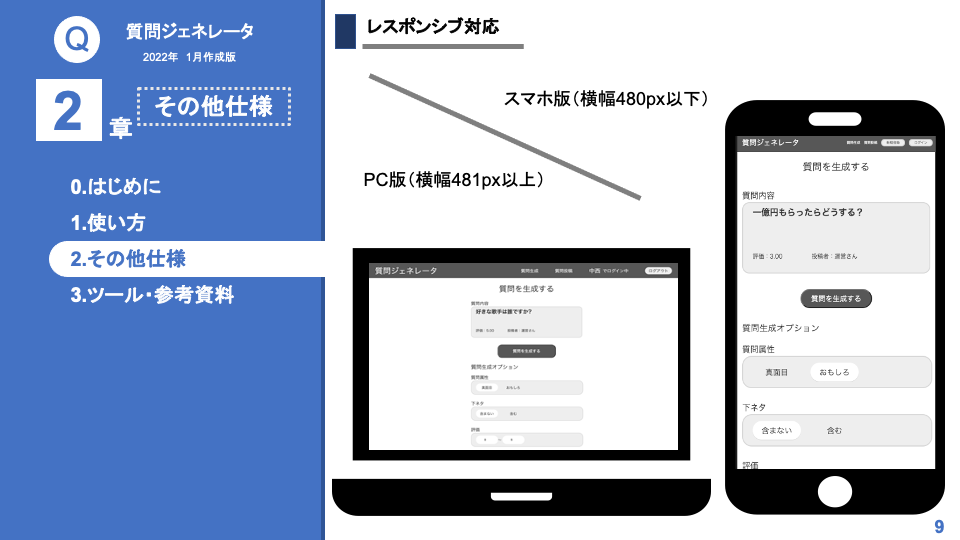 Q
質問ジェネレータ
2022年 1月作成版
2
章
その他仕様
0.はじめに
1.使い方
2.その他仕様
3.ツール・参考資料
レスポンシブ対応
スマホ版（横幅480px以下）
PC版（横幅481px以上）
質問ジェネレータ 質問生成 質問投稿 中西 でログイン中 ログアウト
質問を生成する
質問内容
好きな歌手は誰ですか?
評価：5.00 投稿者：運営さん
質問を生成する
質問生成オプション
質問属性
真面目 おもしろ
下ネタ
含まない 含む
評価
質問ジェネレータ 質問生成 質問投稿 新規登録 ログイン
質問を生成する
質問内容
一億円もらったらどうする？
評価：3.00 投稿者：運営さん
質問を生成する
質問生成オプション
質問属性
真面目 おもしろ
下ネタ
含まない 含む
評価
9